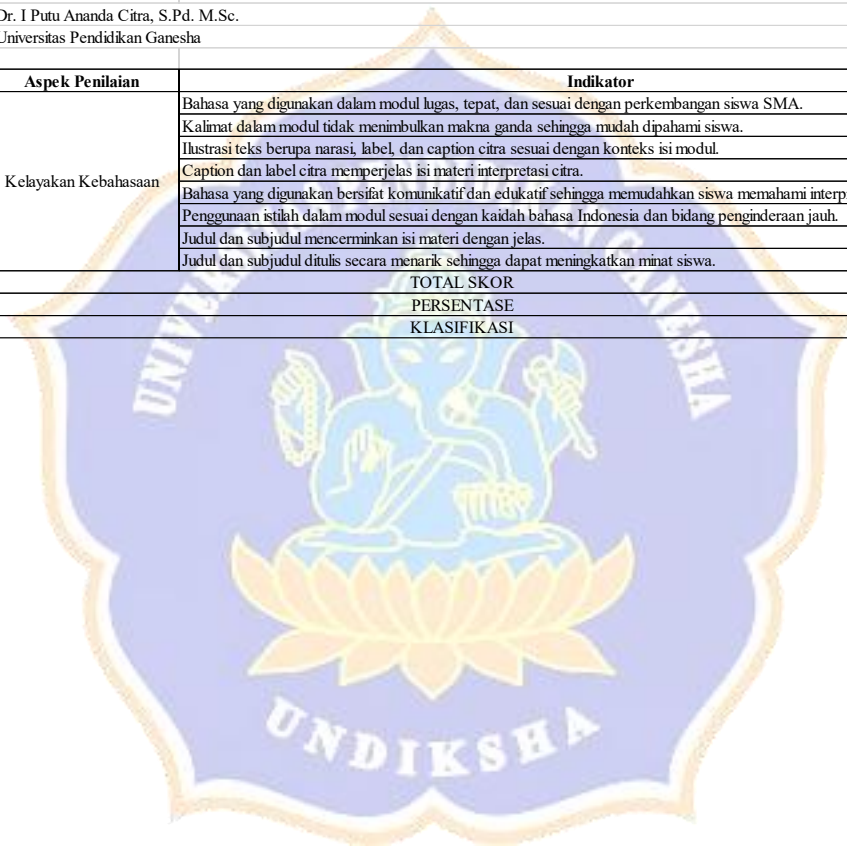 Dr. I Putu Ananda Citra, S.Pd. M.Sc.
Universitas Pendidikan Ganesha
Aspek Penilaian Indikator
Kelayakan Kebahasaan
Bahasa yang digunakan dalam modul lugas, tepat, dan sesuai dengan perkembangan siswa SMA.
Kalimat dalam modul tidak menimbulkan makna ganda sehingga mudah dipahami siswa.
Ilustrasi teks berupa narasi, label, dan caption citra sesuai dengan konteks isi modul.
Caption dan label citra memperjelas isi materi interpretasi citra.
Bahasa yang digunakan bersifat komunikatif dan edukatif sehingga memudahkan siswa memahami
Penggunaan istilah dalam modul sesuai dengan kaidah bahasa Indonesia dan bidang penginderaan jauh.
Judul dan subjudul mencerminkan isi materi dengan jelas.
Judul dan subjudul ditulis secara menarik sehingga dapat meningkatkan minat siswa.
TOTAL SKOR
PERSENTASE
KLASIFIKASI
UNIVERSITAS PENDIDIKAN GANESHA
UNDIKSHA